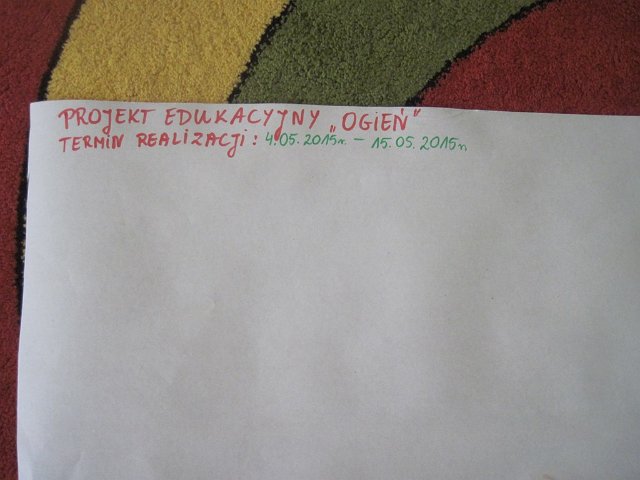 PROJEKT EDUKACYJNY „OGIEŃ"
TERMIN REALIZACJI: 4.05.2015r. – 15.05.2015r.